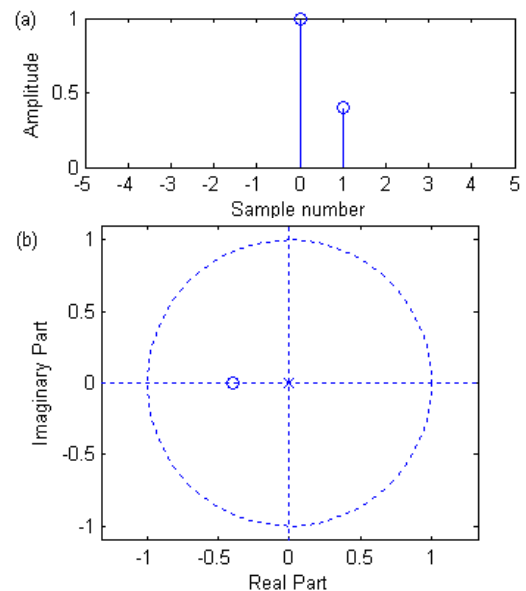 (a)
Amplitude
1
0.5
0
-5 -4 -3 -2 -1 0 1 2 3 4 5
Sample number
(b)
Imaginary Part
1
0.5
0
-0.5
-1
-1 -0.5 0 0.5 1
Real Part